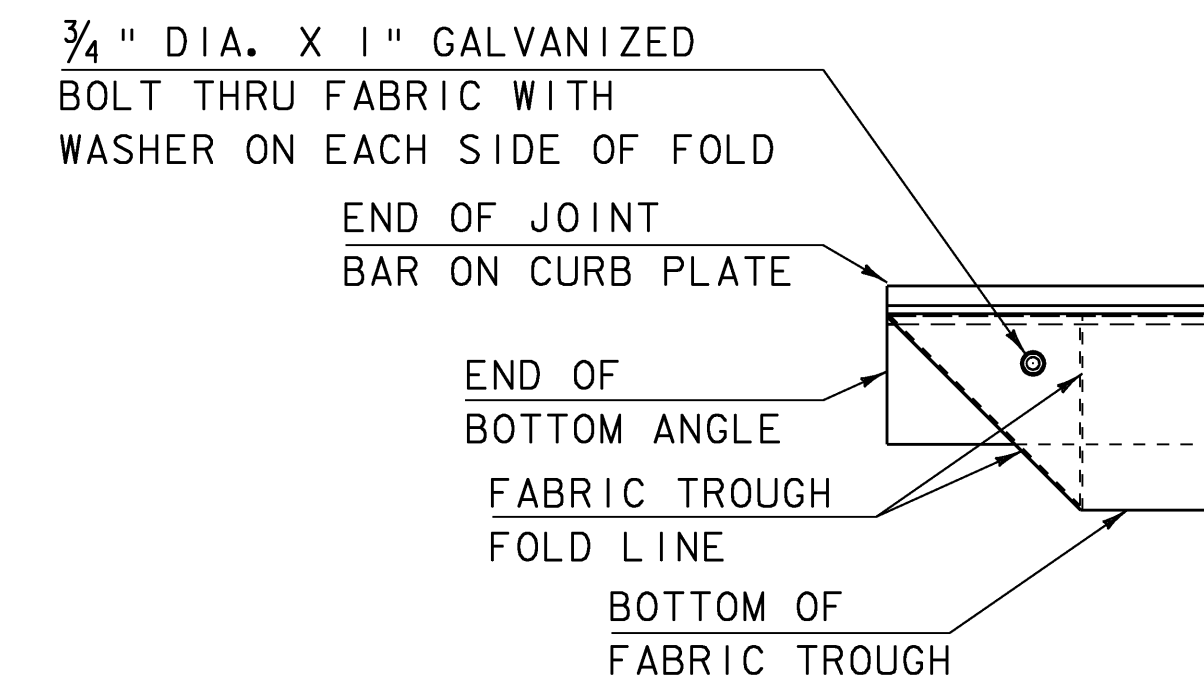 ¾" DIA. X 1" GALVANIZED
BOLT THRU FABRIC WITH
WASHER ON EACH SIDE OF FOLD
END OF JOINT
BAR ON CURB PLATE
END OF
BOTTOM ANGLE
FABRIC TROUGH
FOLD LINE
BOTTOM OF
FABRIC TROUGH